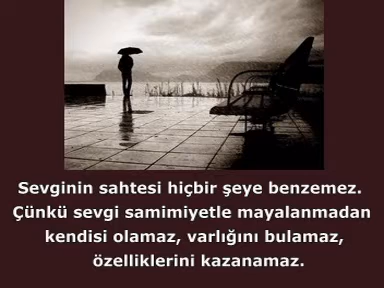 Sevginin sahtesi hiçbir şeye benzemez.
Çünkü sevgi samimiyetle mayalanmadan
kendisi olamaz, varlığını bulamaz,
özelliklerini kazanamaz.